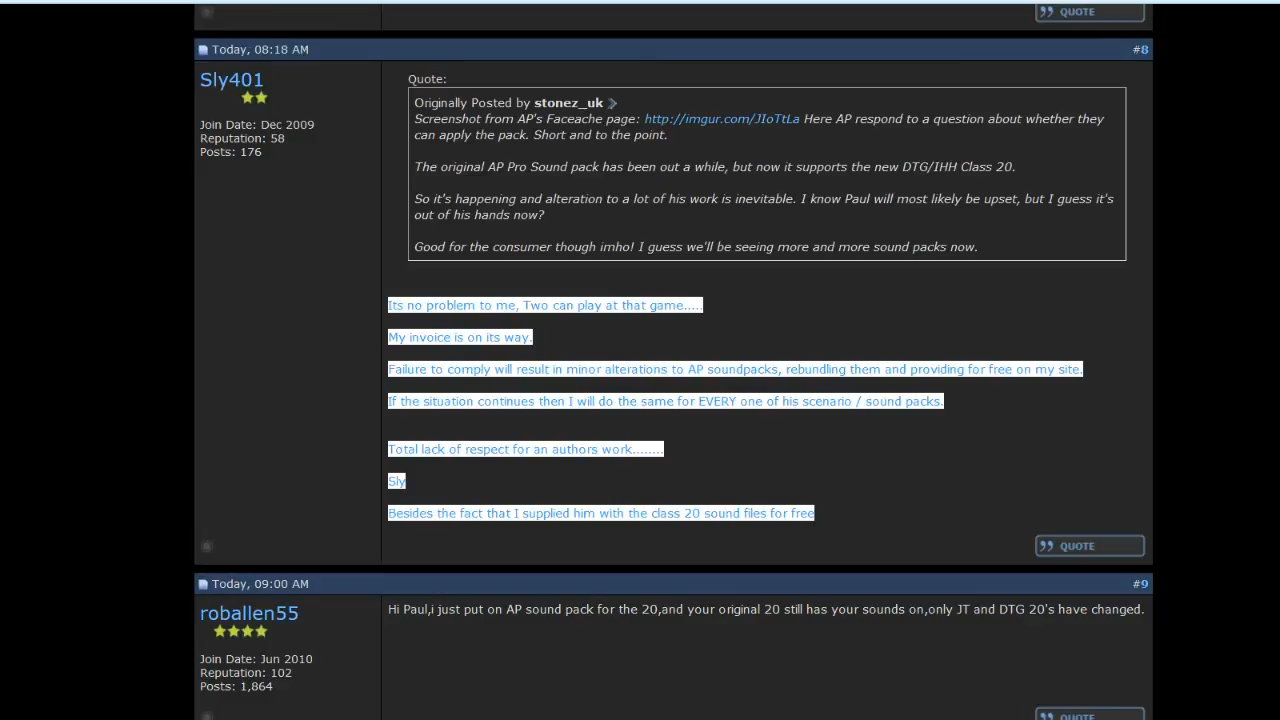 QUOTE
Today, 08:18 AM
#8
Sly401
Join Date: Dec 2009
Reputation: 58
Posts: 176
Quote:
Originally Posted by stonez_uk
Screenshot from AP's Faceache page: http://imgur.com/JIoTtLa Here AP respond to a question about whether they
can apply the pack. Short and to the point.
The original AP Pro Sound pack has been out a while, but now it supports the new DTG/IHH Class 20.
So it's happening and alteration to a lot of his work is inevitable. I know Paul will most likely be upset, but I guess it's
out of his hands now?
Good for the consumer though imho! I guess we'll be seeing more and more sound packs now.
Its no problem to me, Two can play at that game.....
My invoice is on its way.
Failure to comply will result in minor alterations to AP soundpacks, rebundling them and providing for free on my site.
If the situation continues then I will do the same for EVERY one of his scenario / sound packs.
Total lack of respect for an authors work........
Sly
Besides the fact that I supplied him with the class 20 sound files for free
QUOTE
Today, 09:00 AM
#9
roballen55
Join Date: Jun 2010
Reputation: 102
Posts: 1,864
Hi Paul,i just put on AP sound pack for the 20,and your original 20 still has your sounds on,only JT and DTG 20's have changed.
QUOTE